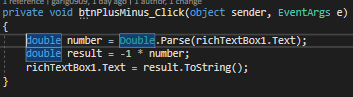 1 reference | gang0909, 1 day ago | 1 author, 1 change
private void btnPlusMinus_Click(object sender, EventArgs e)
{
double number = Double.Parse(richTextBox1.Text);
double result = -1 * number;
richTextBox1.Text = result.ToString();
}